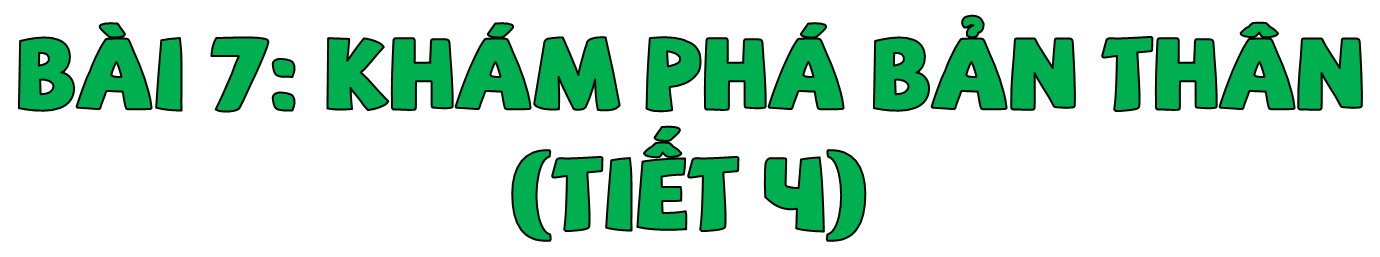 BÀI 7: KHÁM PHÁ BẢN THÂN
(TIẾT 4)